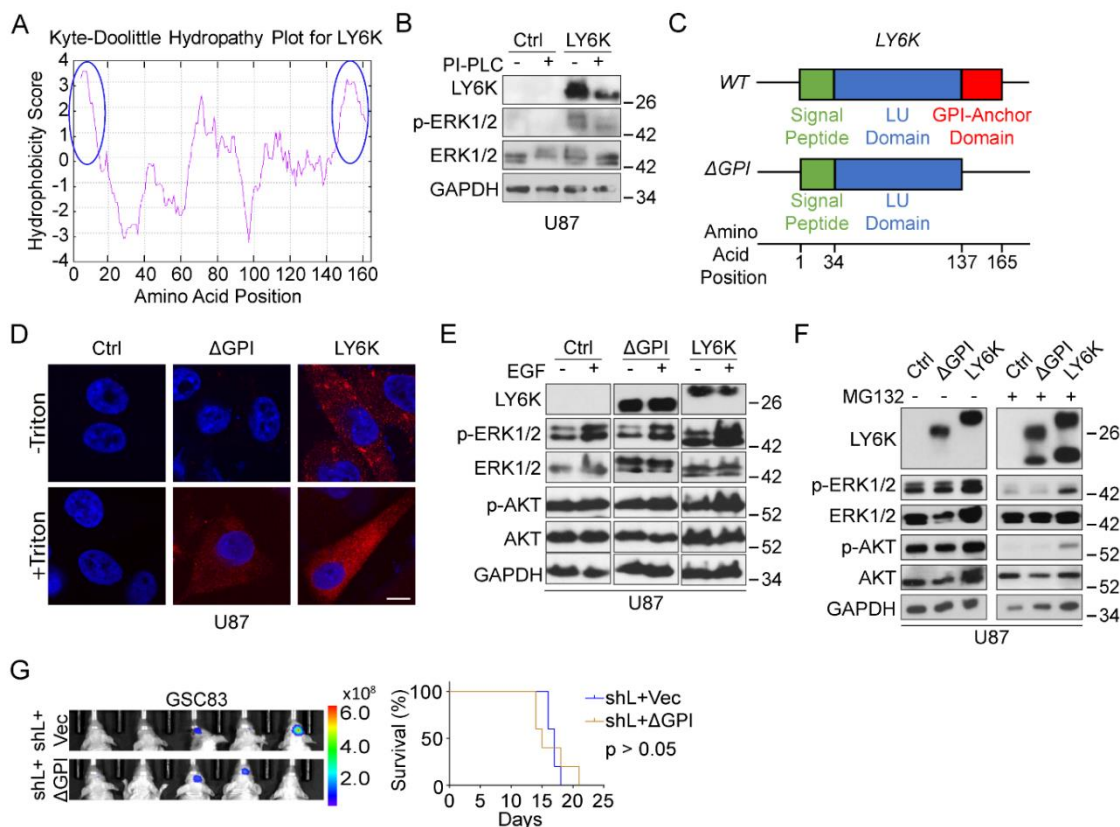 A
Kyte-Doolittle Hydropathy Plot for LY6K
Hydrophobicity Score
4
3
2
1
0
-1
-2
-3
4
0 20 40 60 80 100 120 140 160
Amino Acid Position
B
Ctrl LY6K
PI-PLC - + - +
LY6K
26
p-ERK1/2
42
ERK1/2
42
GAPDH
34
U87
C
LY6K
WT
Signal Peptide
LU Domain
GPI-Anchor Domain
ΔGPI
Signal Peptide
LU Domain
Amino Acid Position
1 34 137 165
D
Ctrl ΔGPI LY6K
-Triton
+Triton
U87
E
Ctrl ΔGPI LY6K
EGF - + - + - +
LY6K
26
p-ERK1/2
42
ERK1/2
42
p-AKT
52
AKT
52
GAPDH
34
U87
F
Ctrl ΔGPI LY6K Ctrl ΔGPI LY6K
MG132 - - - + + +
LY6K
26
p-ERK1/2
42
ERK1/2
42
p-AKT
52
AKT
52
GAPDH
34
U87
G
GSC83
shL+ Vec
shL+ ΔGPI
x10⁸
6.0
4.0
2.0
Survival (%)
100
50
0
0 5 10 15 20 25
Days
shL+Vec
shL+ΔGPI
p > 0.05